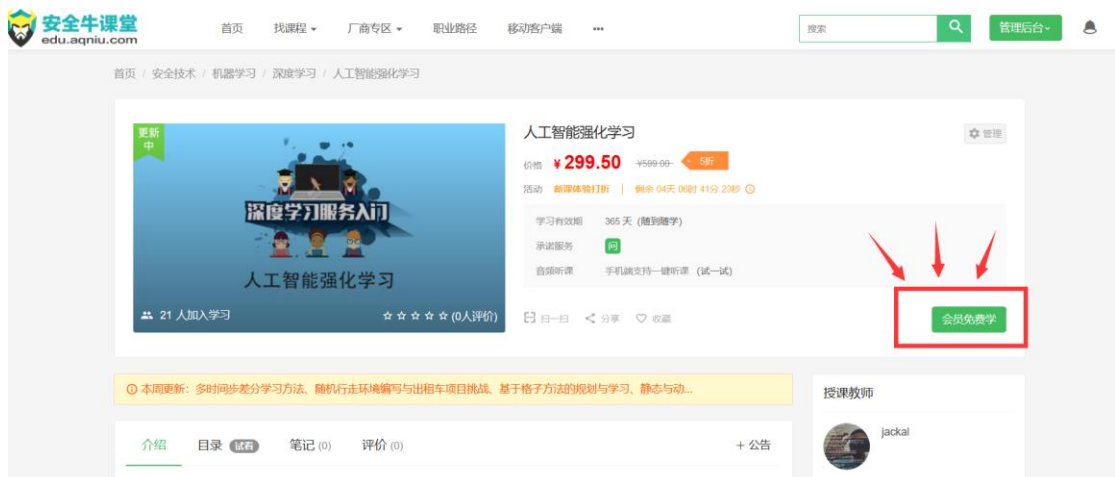 安全牛课堂
edu.aqniu.com
首页 找课程 厂商专区 职业路径 移动客户端 ••• 搜索 管理后台
首页 / 安全技术 / 机器学习 / 深度学习 / 人工智能强化学习
更新中
深度学习服务入门
人工智能强化学习
21 人加入学习 (0人评价)
人工智能强化学习 管理
价格 ¥ 299.50 ¥599.00 5折
活动 新课体验打折 | 剩余 04天 06时 41分 23秒
学习有效期 365 天 (随到随学)
承诺服务 问
音频听课 手机端支持一键听课 (试一试)
扫一扫 分享 收藏 会员免费学
本周更新：多时间步差分学习方法、随机行走环境编写与出租车项目挑战、基于格子方法的规划与学习、静态与动...
介绍 目录 试看 笔记 (0) 评价 (0) + 公告
授课教师
jackal